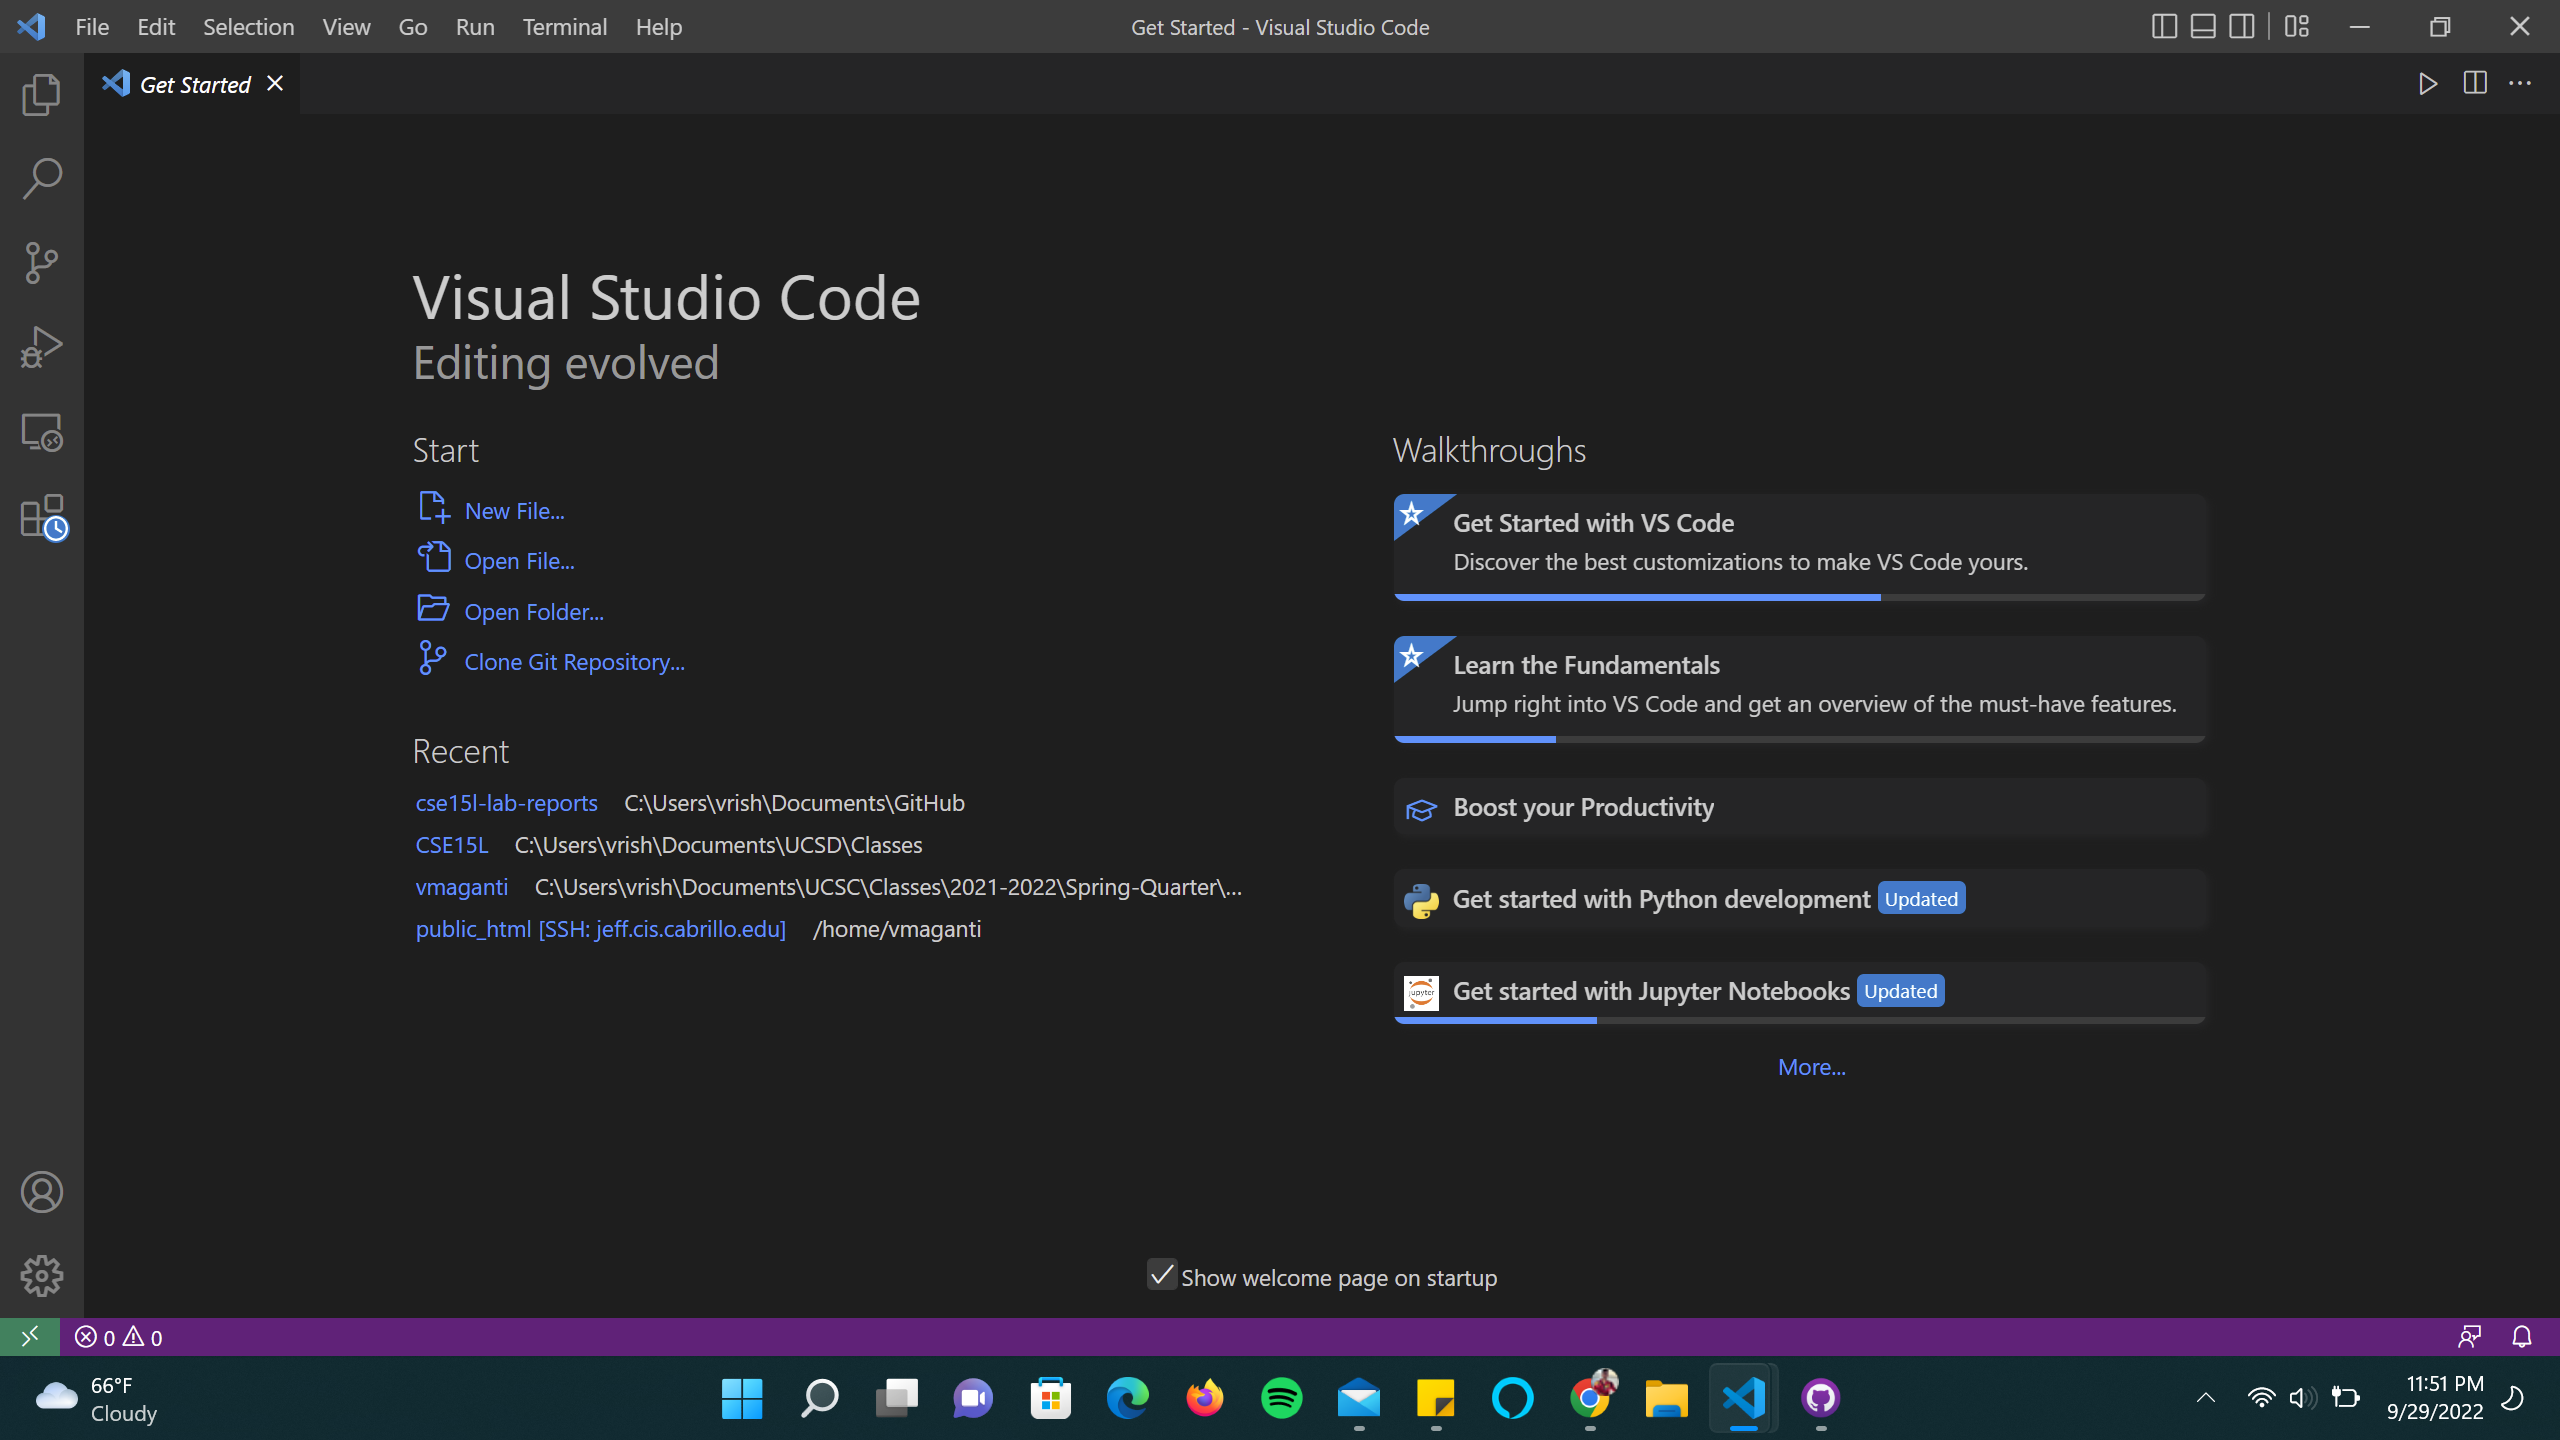 File Edit Selection View Go Run Terminal Help
Get Started - Visual Studio Code
Get Started
Visual Studio Code
Editing evolved
Start
New File...
Open File...
Open Folder...
Clone Git Repository...
Recent
cse15l-lab-reports C:\Users\vrish\Documents\GitHub
CSE15L C:\Users\vrish\Documents\UCSD\Classes
vmaganti C:\Users\vrish\Documents\UCSC\Classes\2021-2022\Spring-Quarter\...
public_html [SSH: jeff.cis.cabrillo.edu] /home/vmaganti
Walkthroughs
Get Started with VS Code
Discover the best customizations to make VS Code yours.
Learn the Fundamentals
Jump right into VS Code and get an overview of the must-have features.
Boost your Productivity
Get started with Python development Updated
jupyter
Get started with Jupyter Notebooks Updated
More...
Show welcome page on startup
0 0
66°F
Cloudy
11:51 PM
9/29/2022